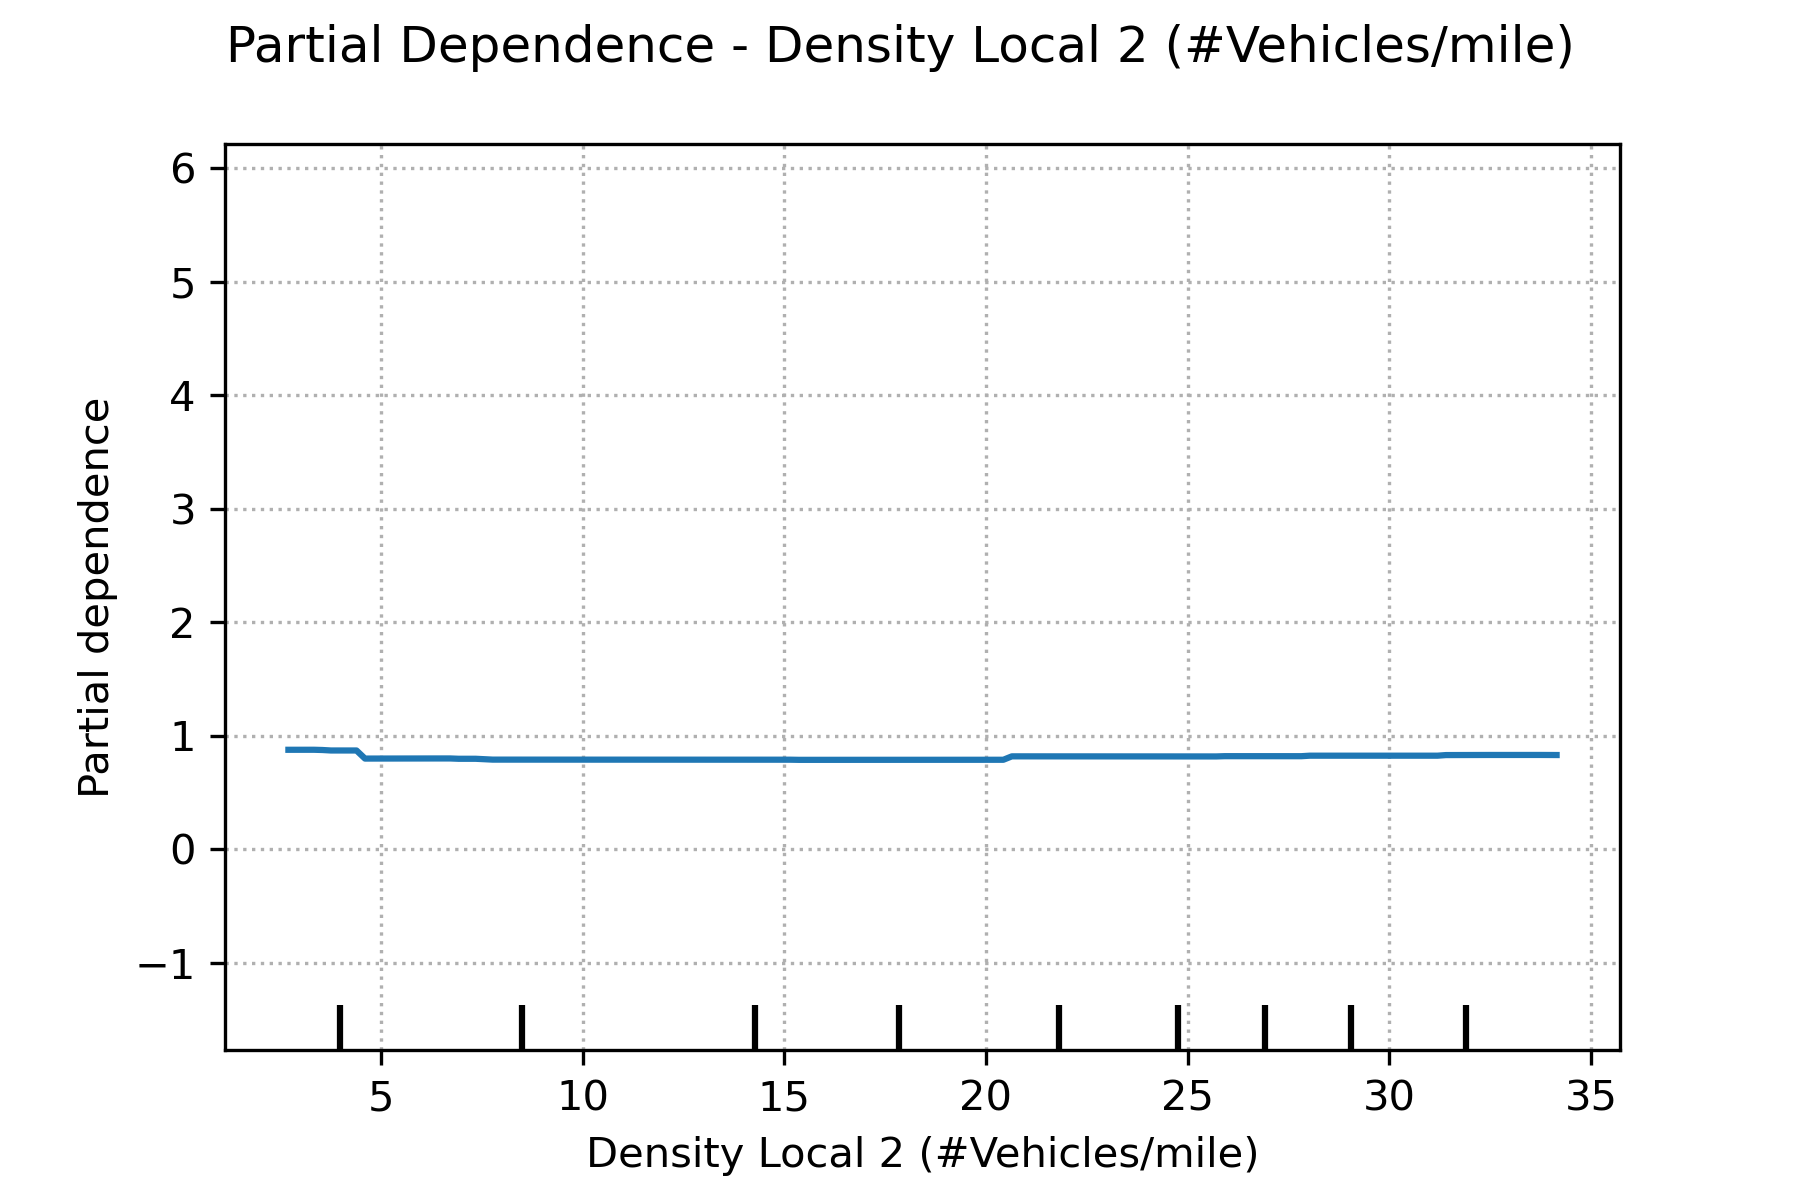 Partial Dependence - Density Local 2 (#Vehicles/mile)
6
5
4
3
2
1
0
−1
Partial dependence
5 10 15 20 25 30 35
Density Local 2 (#Vehicles/mile)